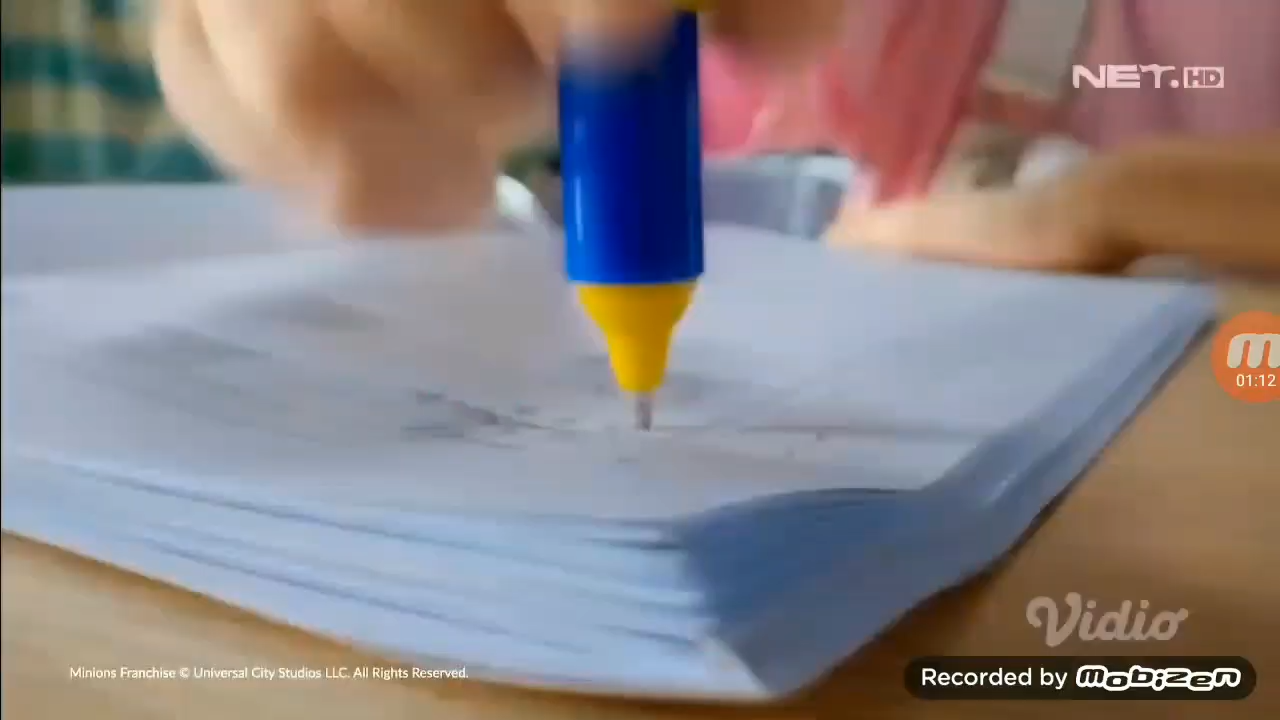 NET. HD
01:12
Vidio
Minions Franchise © Universal City Studios LLC. All Rights Reserved.
Recorded by mobizen